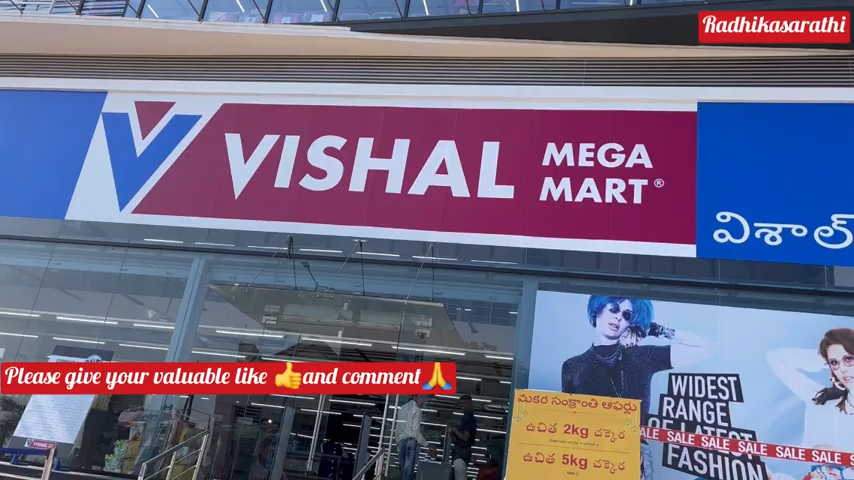 Radhikasarathi
VISHAL
MEGA
MART®
విశాల్
Please give your valuable like 👍and comment🙏
మకర సంక్రాంతి ఆఫర్లు
ఉచిత 2kg చక్కెర
ఉచిత 5kg చక్కెర
WIDEST
RANGE
OF LATEST
FASHION
SALE SALE SALE SALE SALE